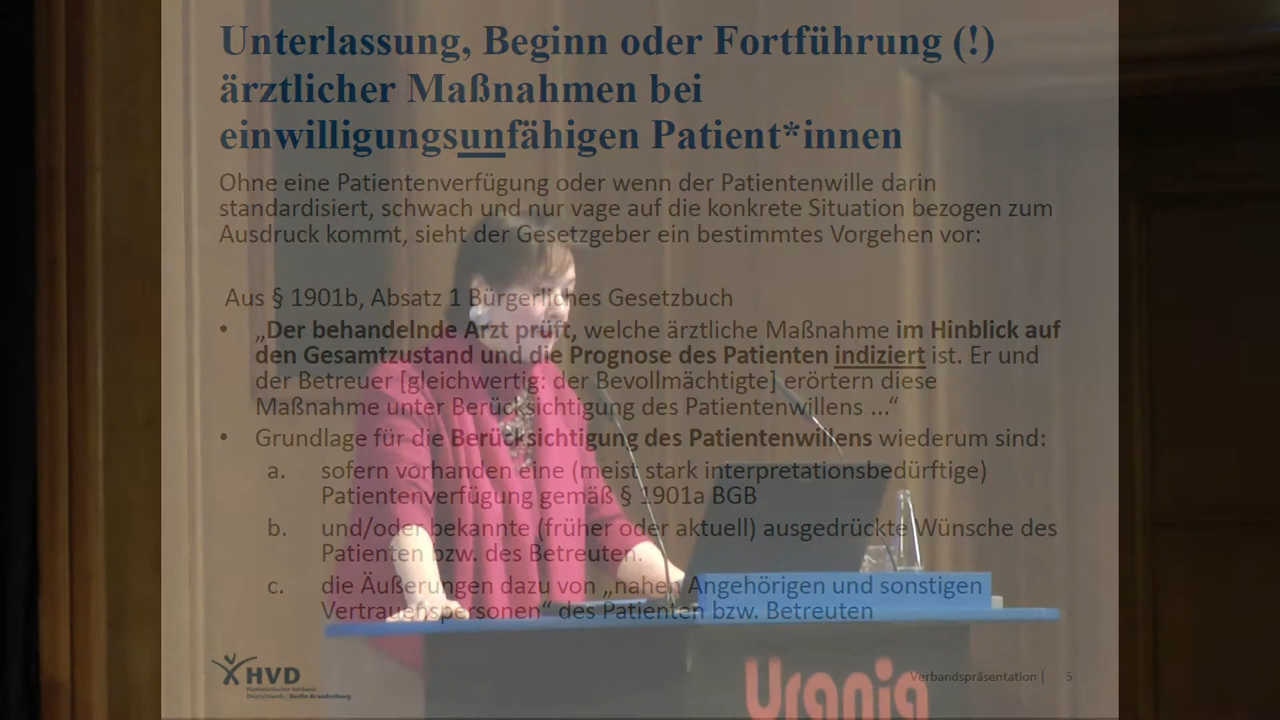 Unterlassung, Beginn oder Fortführung (!)
ärztlicher Maßnahmen bei
einwilligungsunfähigen Patient*innen
Ohne eine Patientenverfügung oder wenn der Patientenwille darin
standardisiert, schwach und nur vage auf die konkrete Situation bezogen zum
Ausdruck kommt, sieht der Gesetzgeber ein bestimmtes Vorgehen vor:
Aus § 1901b, Absatz 1 Bürgerliches Gesetzbuch
• „Der behandelnde Arzt prüft, welche ärztliche Maßnahme im Hinblick auf
den Gesamtzustand und die Prognose des Patienten indiziert ist. Er und
der Betreuer [gleichwertig: der Bevollmächtigte] erörtern diese
Maßnahme unter Berücksichtigung des Patientenwillens ...“
• Grundlage für die Berücksichtigung des Patientenwillens wiederum sind:
a. sofern vorhanden eine (meist stark interpretationsbedürftige)
Patientenverfügung gemäß § 1901a BGB
b. und/oder bekannte (früher oder aktuell) ausgedrückte Wünsche des
Patienten bzw. des Betreuten.
c. die Äußerungen dazu von „nahen Angehörigen und sonstigen
Vertrauenspersonen“ des Patienten bzw. Betreuten
HVD
Humanistischer Verband
Deutschlands | Berlin-Brandenburg
Verbandspräsentation | 5
Urania